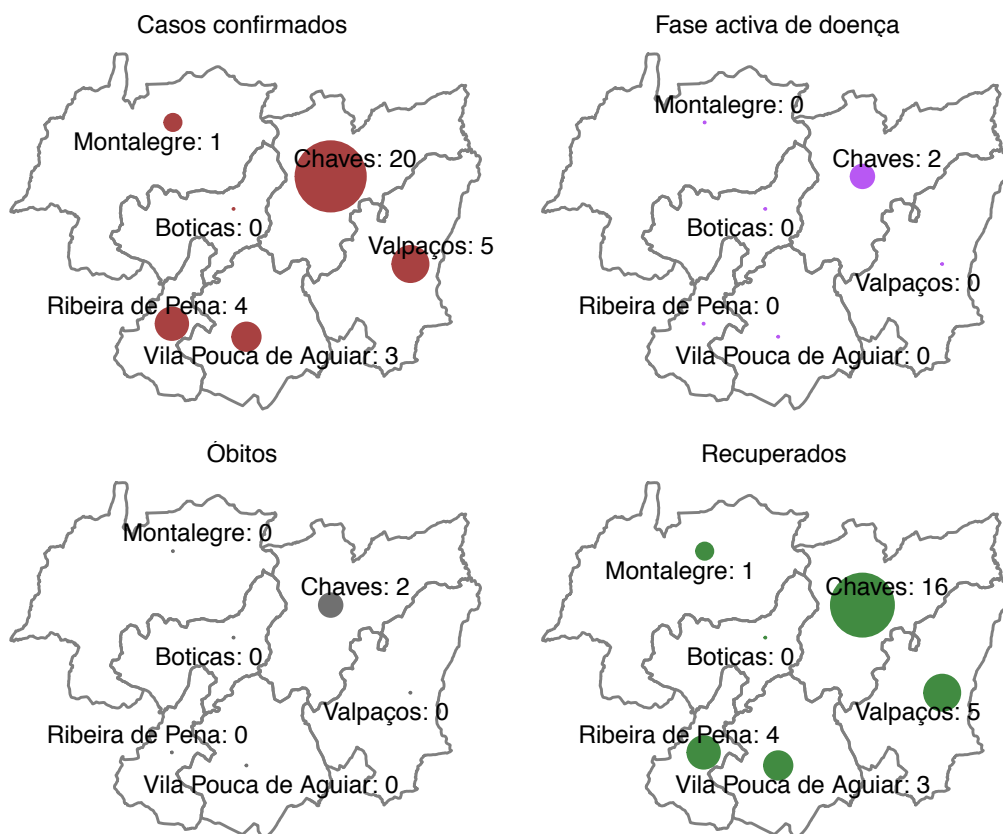 Casos confirmados
Montalegre: 1
Chaves: 20
Boticas: 0
Valpaços: 5
Ribeira de Pena: 4
Vila Pouca de Aguiar: 3
Fase activa de doença
Montalegre: 0
Chaves: 2
Boticas: 0
Valpaços: 0
Ribeira de Pena: 0
Vila Pouca de Aguiar: 0
Óbitos
Montalegre: 0
Chaves: 2
Boticas: 0
Valpaços: 0
Ribeira de Pena: 0
Vila Pouca de Aguiar: 0
Recuperados
Montalegre: 1
Chaves: 16
Boticas: 0
Valpaços: 5
Ribeira de Pena: 4
Vila Pouca de Aguiar: 3